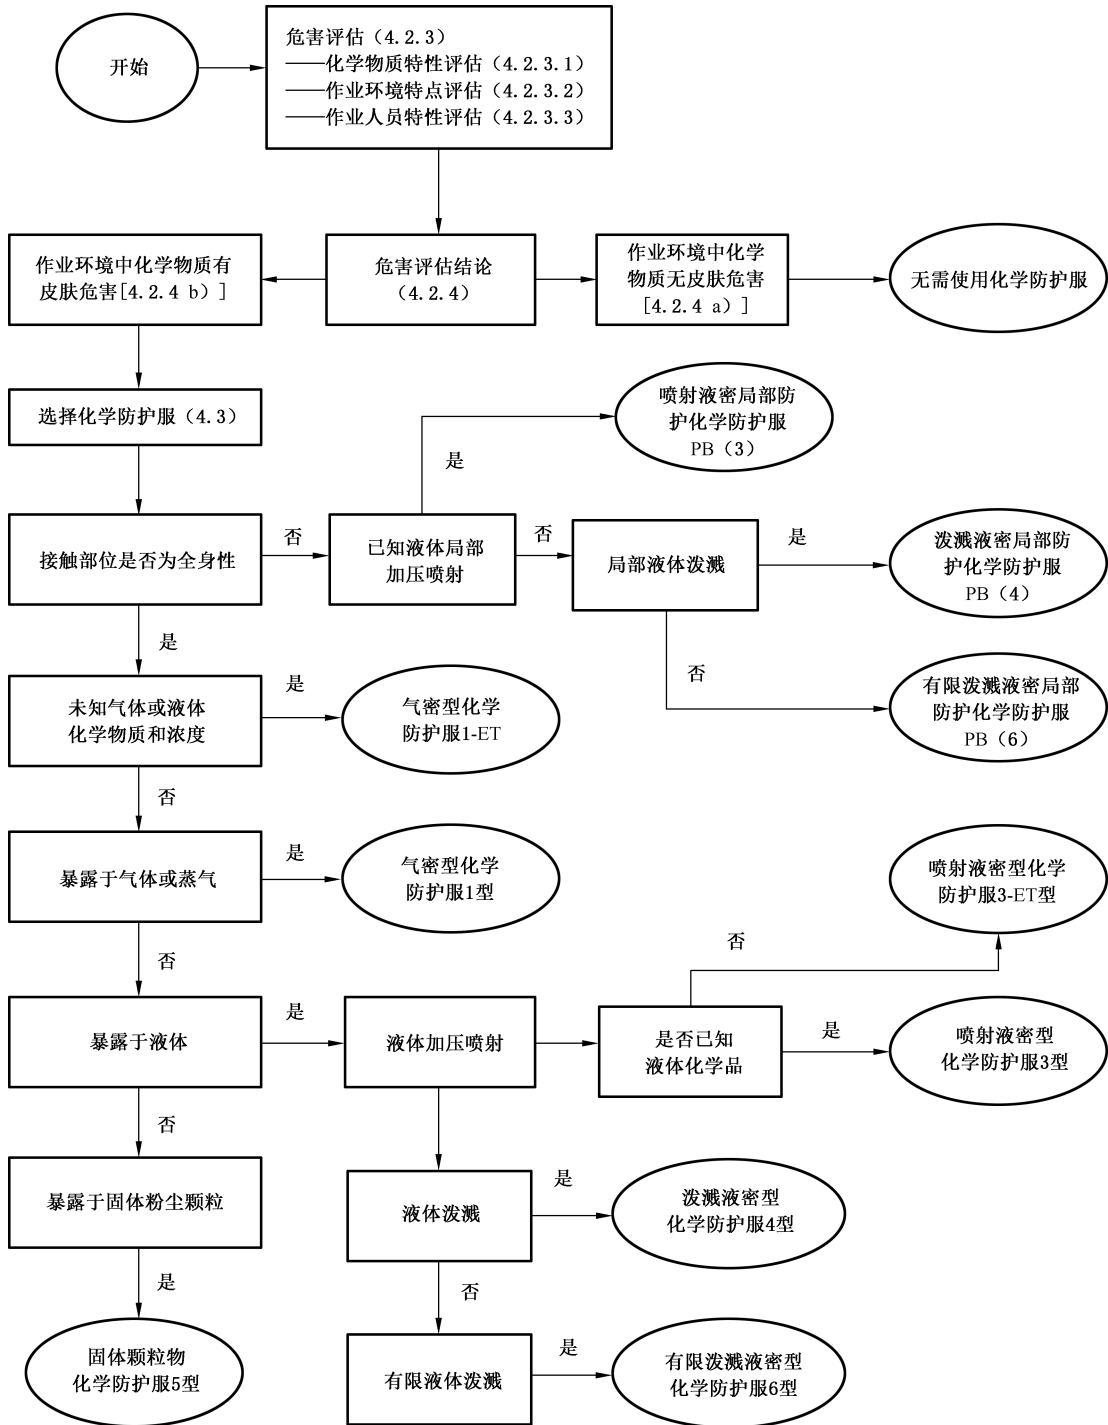 开始
危害评估（4.2.3）
——化学物质特性评估（4.2.3.1）
——作业环境特点评估（4.2.3.2）
——作业人员特性评估（4.2.3.3）
作业环境中化学物质有
皮肤危害[4.2.4 b）]
危害评估结论
（4.2.4）
作业环境中化学
物质无皮肤危害
[4.2.4 a）]
无需使用化学防护服
选择化学防护服（4.3）
喷射液密局部防
护化学防护服
PB（3）
是
接触部位是否为全身性
否
已知液体局部
加压喷射
否
局部液体泼溅
是
泼溅液密局部防
护化学防护服
PB（4）
是
否
未知气体或液体
化学物质和浓度
是
气密型化学
防护服1-ET
有限泼溅液密局部
防护化学防护服
PB（6）
否
暴露于气体或蒸气
是
气密型化学
防护服1型
喷射液密型化学
防护服3-ET型
否
否
暴露于液体
是
液体加压喷射
是否已知
液体化学品
是
喷射液密型
化学防护服3型
否
暴露于固体粉尘颗粒
液体泼溅
是
泼溅液密型
化学防护服4型
是
否
固体颗粒物
化学防护服5型
有限液体泼溅
是
有限泼溅液密型
化学防护服6型